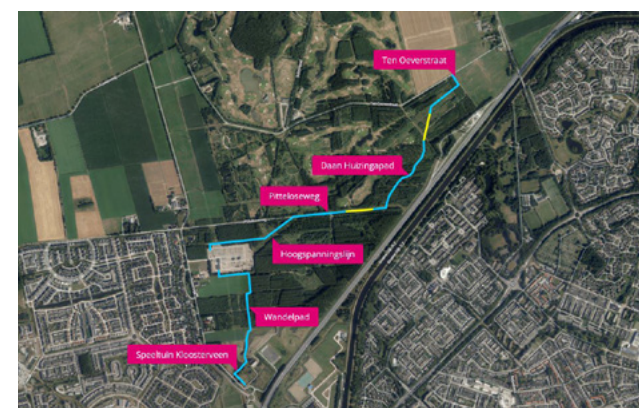 Ten Oeverstraat
Daan Huizingapad
Pitteloseweg
Hoogspanningslijn
Wandelpad
Speeltuin Kloosterveen